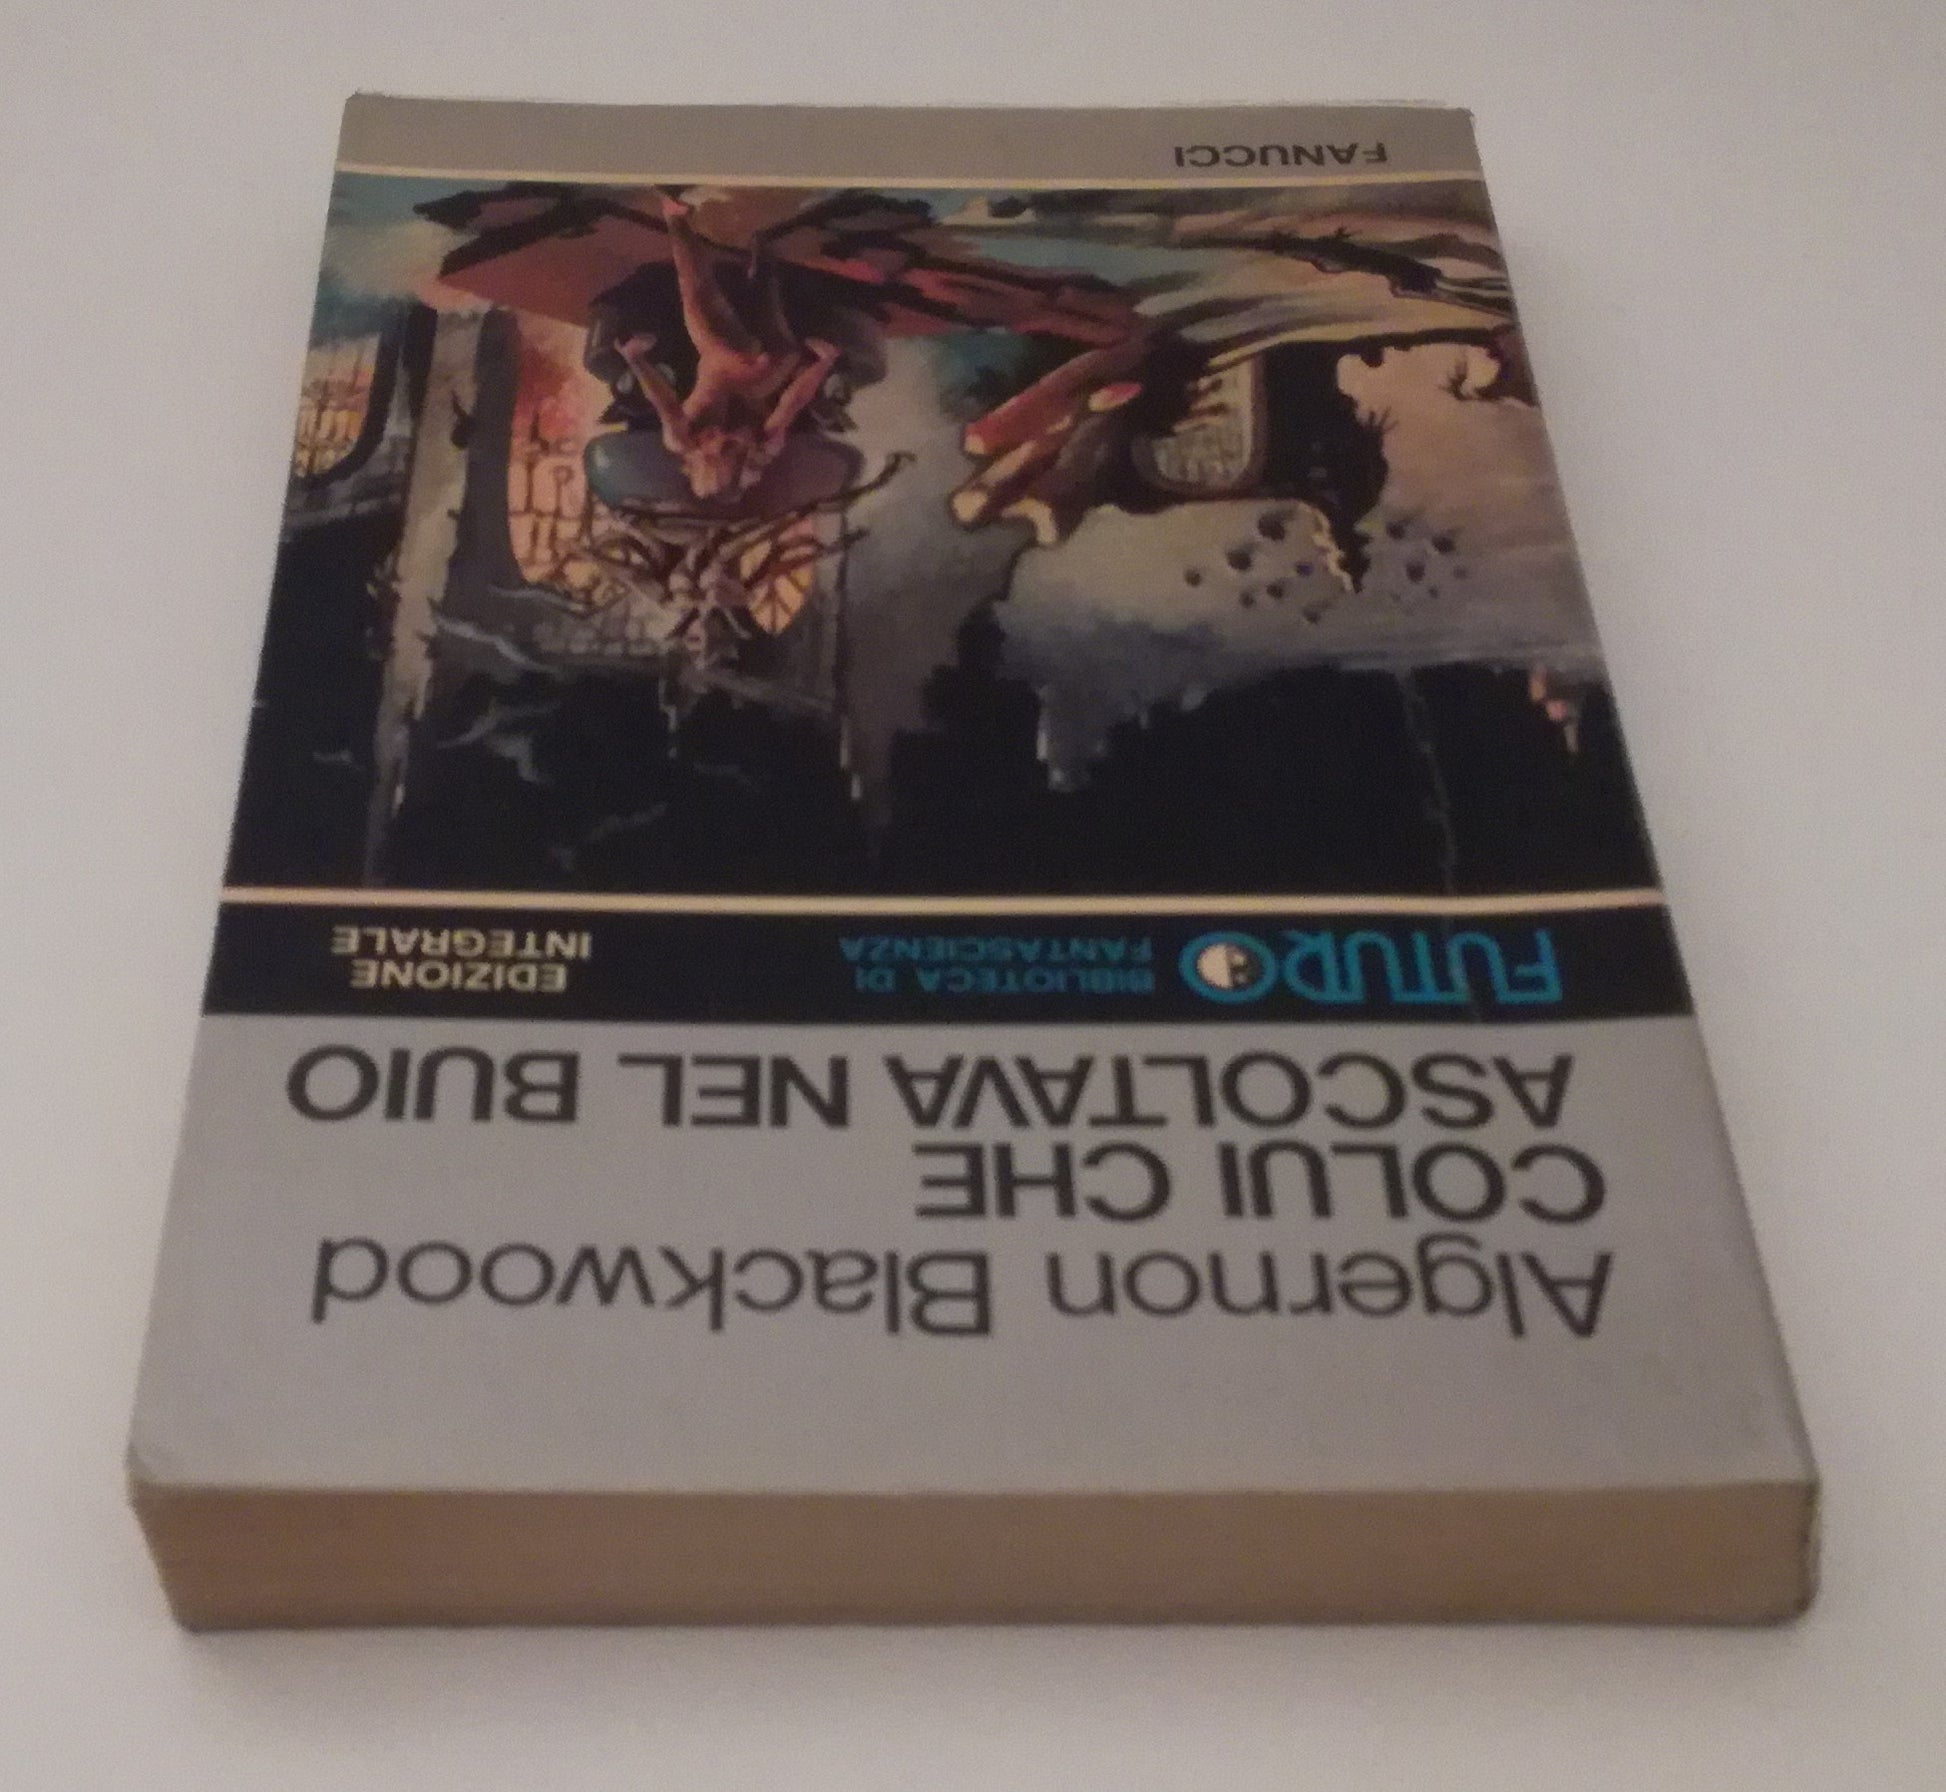 Algernon Blackwood
COLUI CHE
ASCOLTAVA NEL BUIO
FUTURO
BIBLIOTECA DI
FANTASCIENZA
EDIZIONE
INTEGRALE
FANUCCI